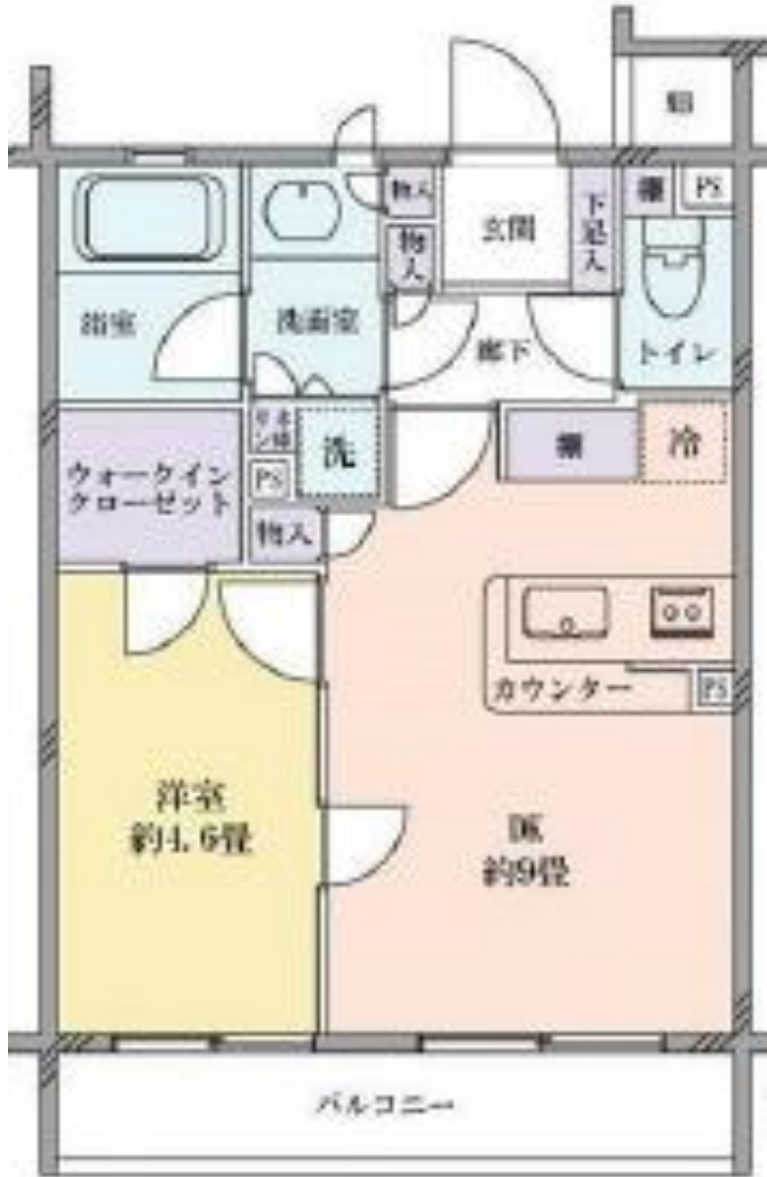 PS
物入
玄関
下足入
棚
物入
浴室
洗面室
廊下
トイレ
ウォークイン
クローゼット
PS
洗
棚
冷
物入
カウンター
PS
洋室
約4.6畳
DK
約9畳
バルコニー